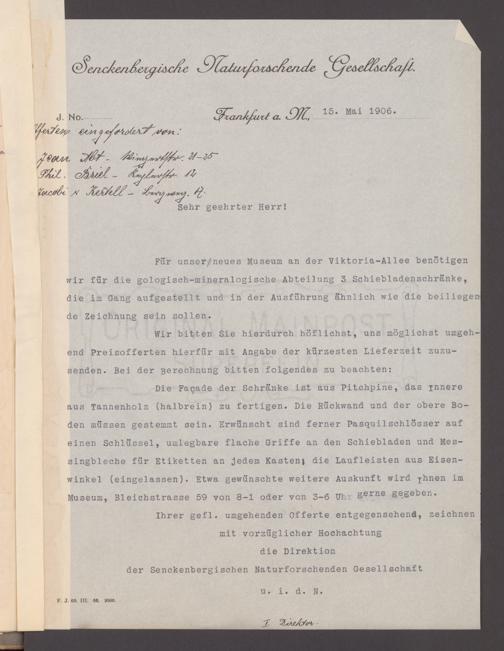 Senckenbergische Naturforschende Gesellschaft.
J. No.
Frankfurt a. M., 15. Mai 1906.
eingefordert von:
Jean Abt - 21-25
Phil. - 12
Jacobi &
Sehr geehrter Herr!
Für unser/neues Museum an der Viktoria-Allee benötigen
wir für die gologisch-mineralogische Abteilung 3 Schiebladenschränke,
die im Gang aufgestellt und in der Ausführung ähnlich wie die beiliegen
de Zeichnung sein sollen.
Wir bitten Sie hierdurch höflichst, uns möglichst umgeh-
end Preisofferten hierfür mit Angabe der kürzesten Lieferzeit zuzu-
senden. Bei der Berechnung bitten folgendes zu beachten:
Die Façade der Schränke ist aus Pitchpine, das Innere
aus Tannenholz (halbrein) zu fertigen. Die Rückwand und der obere Bo-
den müssen gestemmt sein. Erwünscht sind ferner Pasquilschlösser auf
einen Schlüssel, umlegbare flache Griffe an den Schiebladen und Mes-
singbleche für Etiketten an jedem Kasten; die Laufleisten aus Eisen-
winkel (eingelassen). Etwa gewünschte weitere Auskunft wird Ihnen im
Museum, Bleichstrasse 59 von 8-1 oder von 3-6 Uhr gerne gegeben.
Ihrer gefl. umgehenden Offerte entgegensehend, zeichnen
mit vorzüglicher Hochachtung
die Direktion
der Senckenbergischen Naturforschenden Gesellschaft
u. i. d. N.
I Direktor.
ORIGINAL MAINPOST